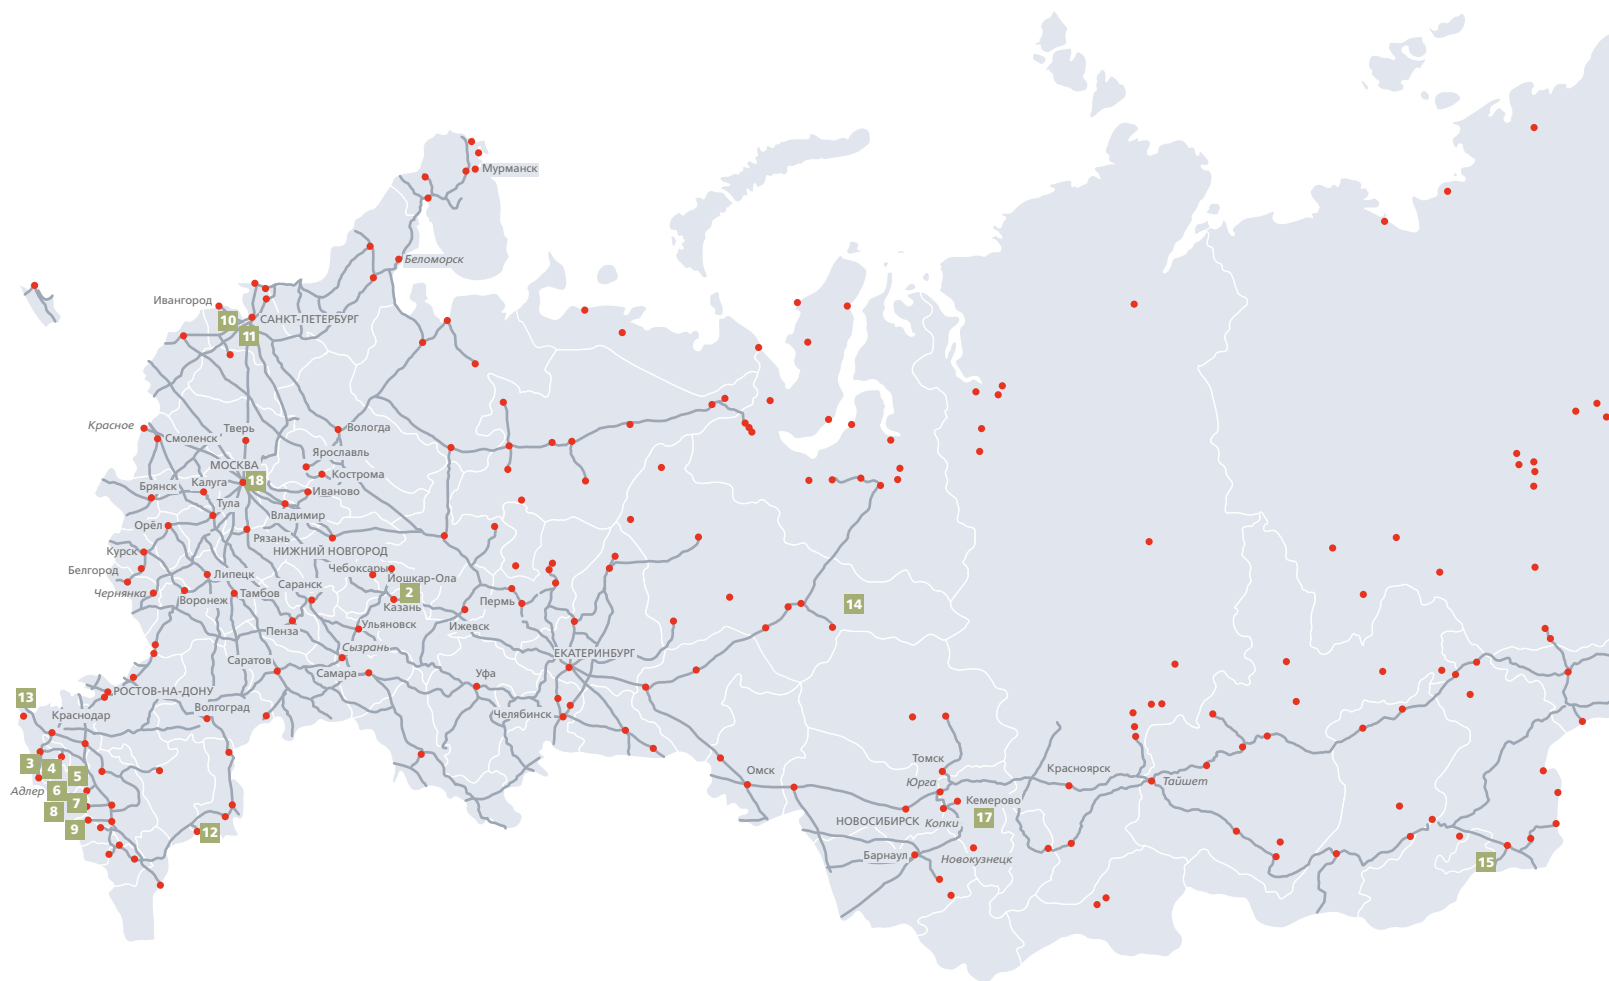 Мурманск
Беломорск
Ивангород
10
САНКТ-ПЕТЕРБУРГ
11
Красное
Тверь
Вологда
Смоленск
Ярославль
МОСКВА
Кострома
Брянск
Калуга
18
Иваново
Тула
Владимир
Орёл
Рязань
Курск
НИЖНИЙ НОВГОРОД
Белгород
Липецк
Чебоксары
Йошкар-Ола
Саранск
Чернянка
Воронеж
Тамбов
2
Казань
Пермь
14
Пенза
Ульяновск
Ижевск
Сызрань
ЕКАТЕРИНБУРГ
Саратов
Самара
Уфа
13
РОСТОВ-НА-ДОНУ
Краснодар
Волгоград
Челябинск
3
4
5
Томск
Омск
Красноярск
Юрга
Тайшет
Адлер
6
7
Кемерово
8
НОВОСИБИРСК
Копки
17
9
12
Барнаул
Новокузнецк
15